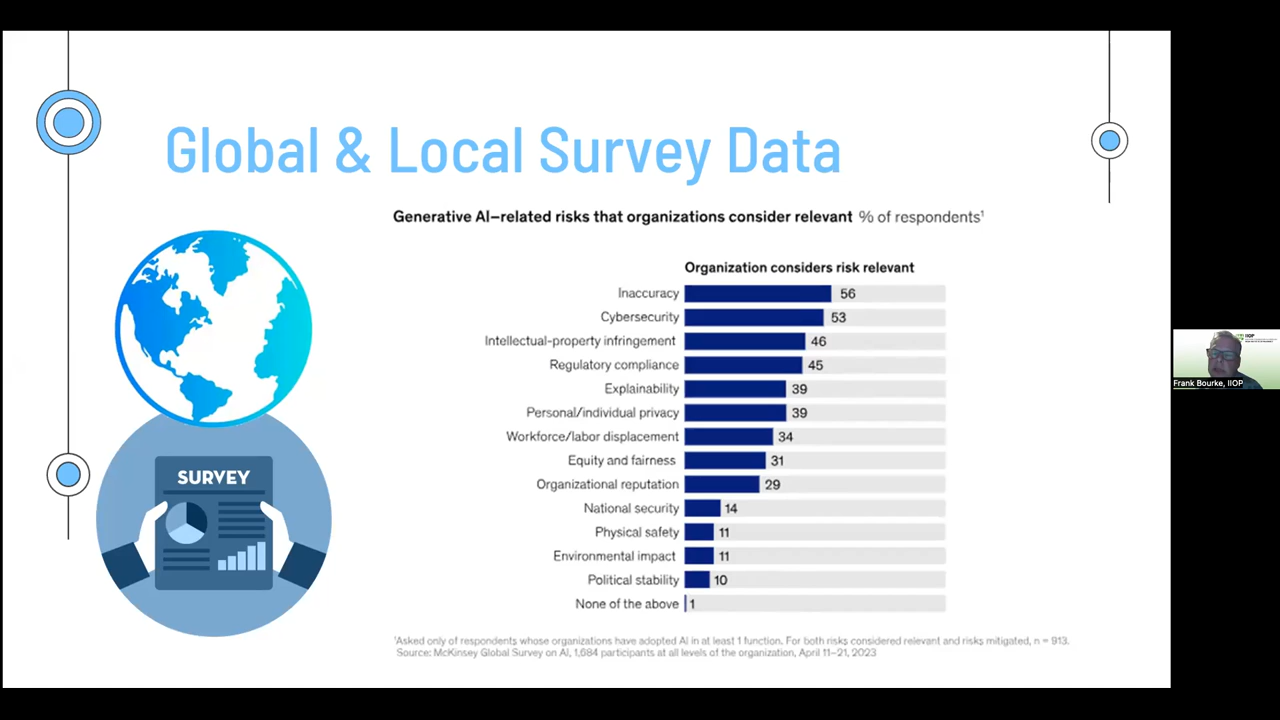 Global & Local Survey Data
Generative AI–related risks that organizations consider relevant % of respondents¹
Organization considers risk relevant
Inaccuracy 56
Cybersecurity 53
Intellectual-property infringement 46
Regulatory compliance 45
Explainability 39
Personal/individual privacy 39
Workforce/labor displacement 34
Equity and fairness 31
Organizational reputation 29
National security 14
Physical safety 11
Environmental impact 11
Political stability 10
None of the above 1
SURVEY
¹Asked only of respondents whose organizations have adopted AI in at least 1 function. For both risks considered relevant and risks mitigated, n = 913.
Source: McKinsey Global Survey on AI, 1,684 participants at all levels of the organization, April 11–21, 2023
IIOP
Frank Bourke, IIOP